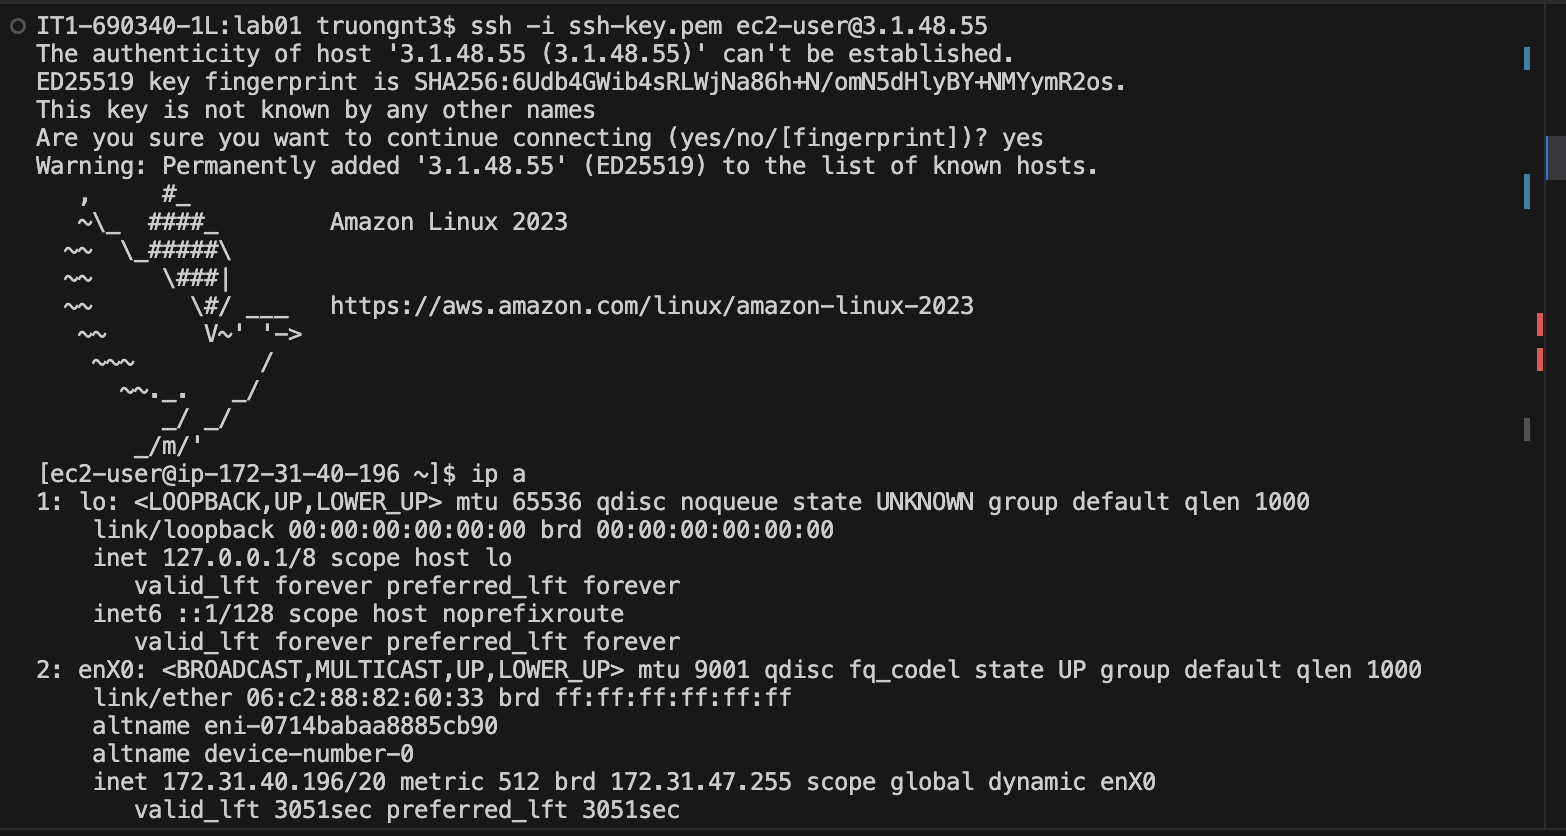 IT1-690340-1L:lab01 truongnt3$ ssh -i ssh-key.pem ec2-user@3.1.48.55
The authenticity of host '3.1.48.55 (3.1.48.55)' can't be established.
ED25519 key fingerprint is SHA256:6Udb4GWib4sRLWjNa86h+N/omN5dHlyBY+NMYymR2os.
This key is not known by any other names
Are you sure you want to continue connecting (yes/no/[fingerprint])? yes
Warning: Permanently added '3.1.48.55' (ED25519) to the list of known hosts.
   ,     #_
   ~\_  ####_        Amazon Linux 2023
  ~~  \_#####\
  ~~     \###|
  ~~       \#/ ___   https://aws.amazon.com/linux/amazon-linux-2023
   ~~       V~' '->
    ~~~         /
      ~~._.   _/
         _/ _/
       _/m/'
[ec2-user@ip-172-31-40-196 ~]$ ip a
1: lo: <LOOPBACK,UP,LOWER_UP> mtu 65536 qdisc noqueue state UNKNOWN group default qlen 1000
    link/loopback 00:00:00:00:00:00 brd 00:00:00:00:00:00
    inet 127.0.0.1/8 scope host lo
       valid_lft forever preferred_lft forever
    inet6 ::1/128 scope host noprefixroute
       valid_lft forever preferred_lft forever
2: enX0: <BROADCAST,MULTICAST,UP,LOWER_UP> mtu 9001 qdisc fq_codel state UP group default qlen 1000
    link/ether 06:c2:88:82:60:33 brd ff:ff:ff:ff:ff:ff
    altname eni-0714babaa8885cb90
    altname device-number-0
    inet 172.31.40.196/20 metric 512 brd 172.31.47.255 scope global dynamic enX0
       valid_lft 3051sec preferred_lft 3051sec